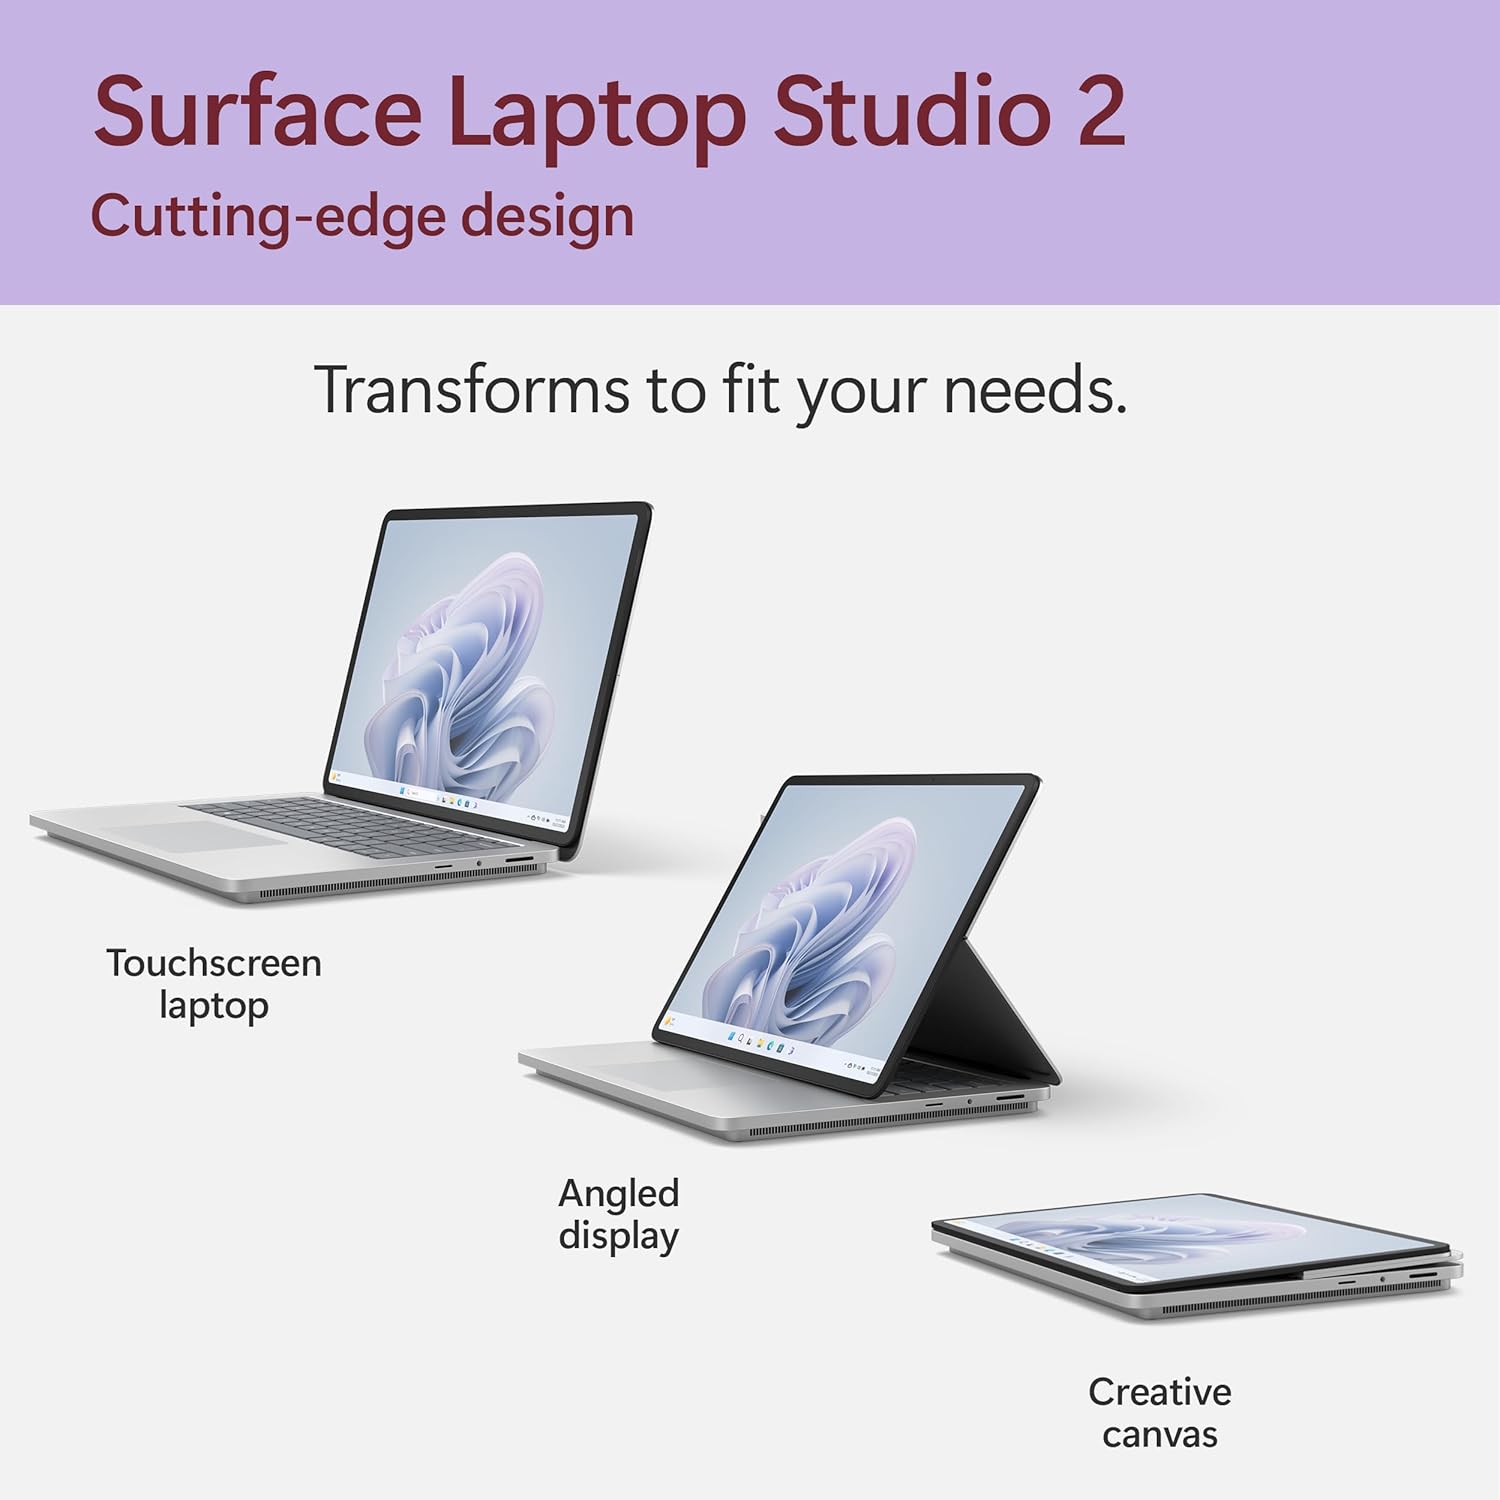 Surface Laptop Studio 2
Cutting-edge design
Transforms to fit your needs.
Touchscreen
laptop
Angled
display
Creative
canvas